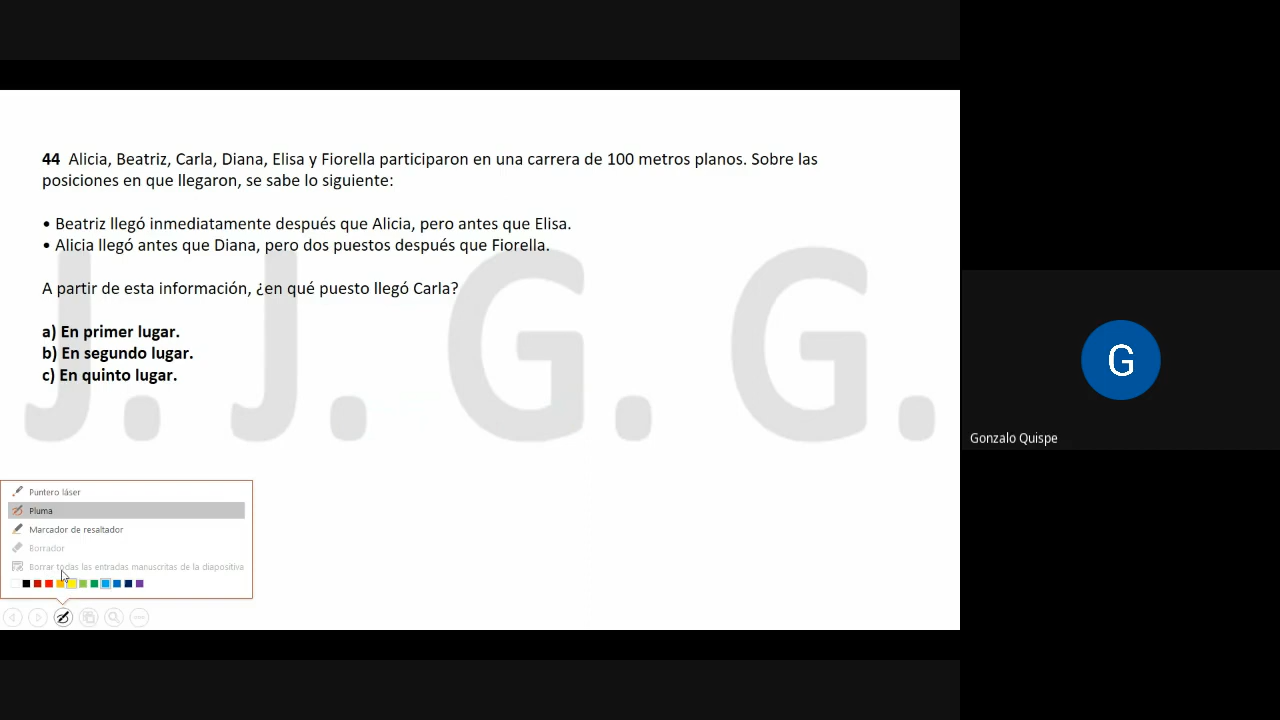 44 Alicia, Beatriz, Carla, Diana, Elisa y Fiorella participaron en una carrera de 100 metros planos. Sobre las
posiciones en que llegaron, se sabe lo siguiente:
• Beatriz llegó inmediatamente después que Alicia, pero antes que Elisa.
• Alicia llegó antes que Diana, pero dos puestos después que Fiorella.
A partir de esta información, ¿en qué puesto llegó Carla?
a) En primer lugar.
b) En segundo lugar.
c) En quinto lugar.
J. J. G. G.
Puntero láser
Pluma
Marcador de resaltador
Borrador
Borrar todas las entradas manuscritas de la diapositiva
G
Gonzalo Quispe